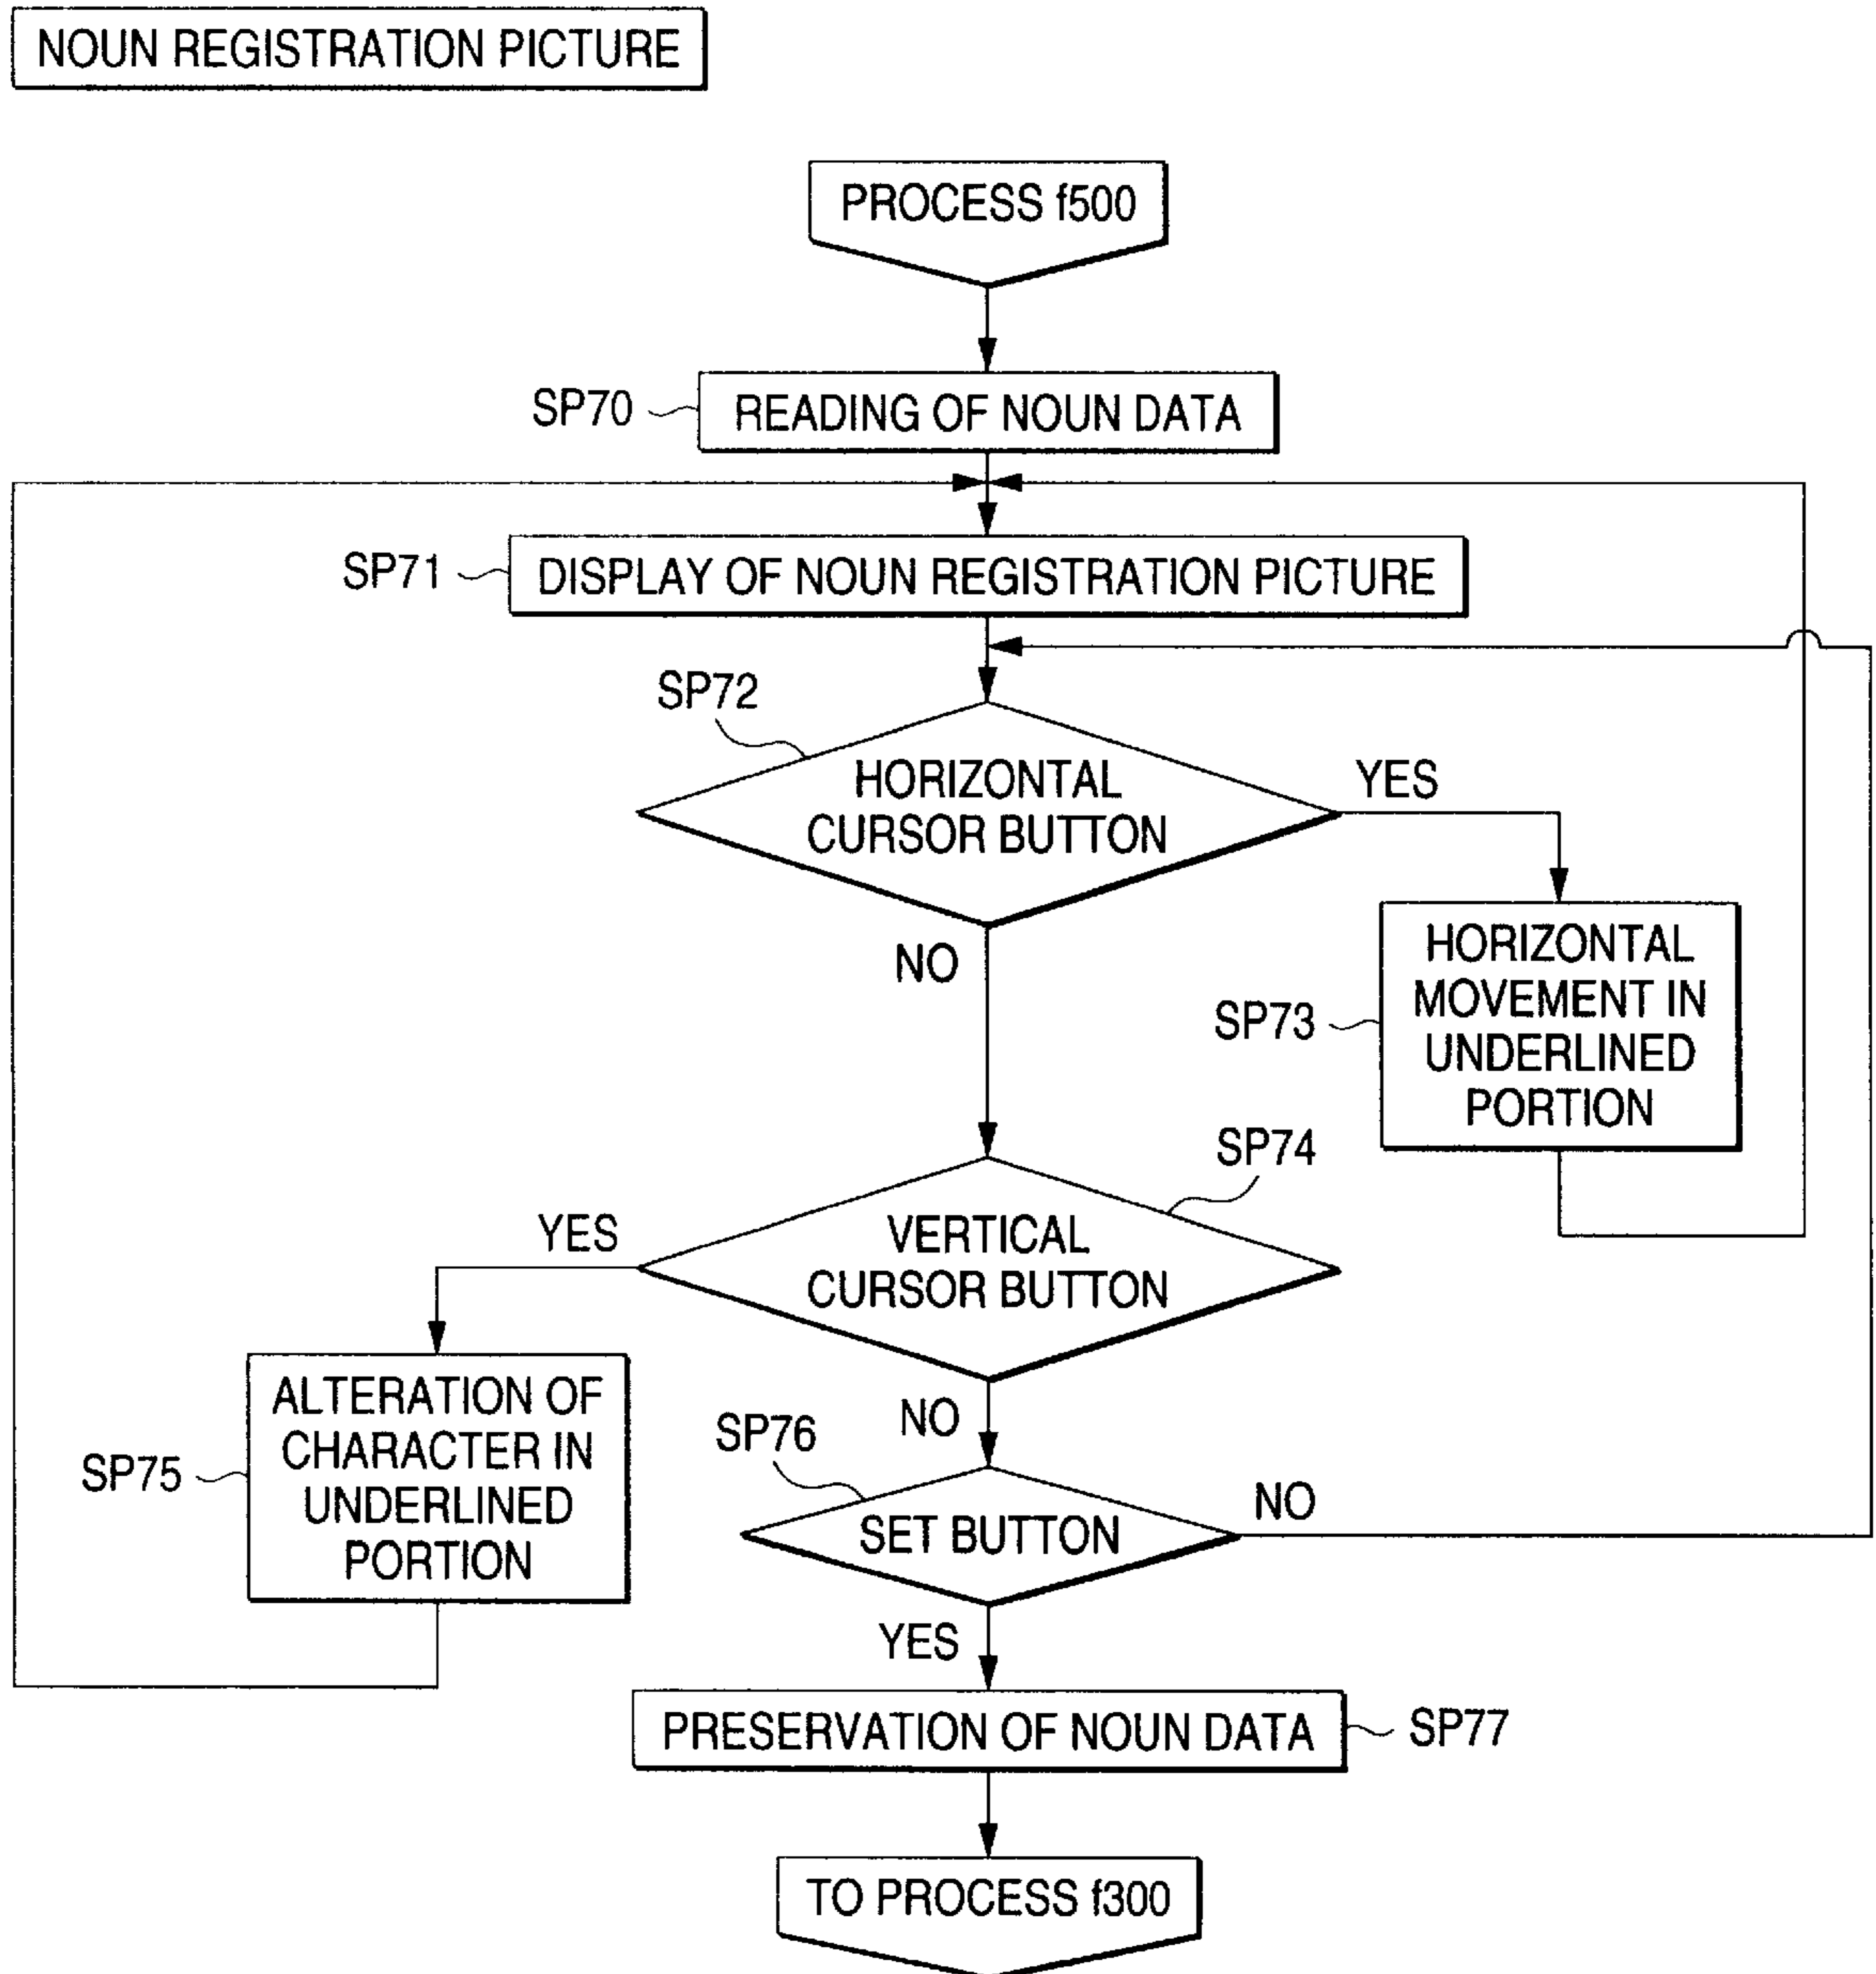 NOUN REGISTRATION PICTURE
PROCESS f500
SP70
READING OF NOUN DATA
SP71
DISPLAY OF NOUN REGISTRATION PICTURE
SP72
HORIZONTAL
CURSOR BUTTON
YES
NO
SP73
HORIZONTAL
MOVEMENT IN
UNDERLINED
PORTION
SP74
VERTICAL
CURSOR BUTTON
YES
NO
SP75
ALTERATION OF
CHARACTER IN
UNDERLINED
PORTION
SP76
SET BUTTON
NO
YES
PRESERVATION OF NOUN DATA
SP77
TO PROCESS f300